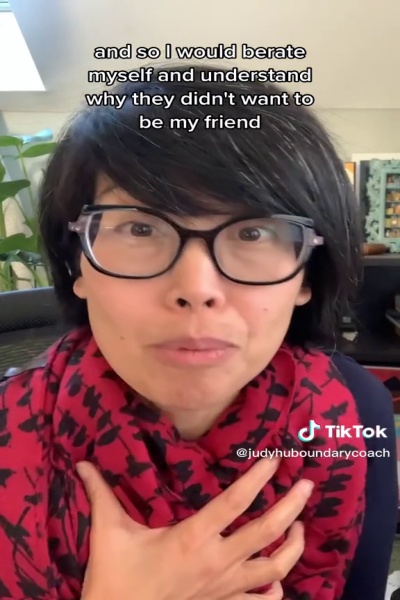 and so I would berate
myself and understand
why they didn't want to
be my friend
TikTok
@judyhuboundarycoach